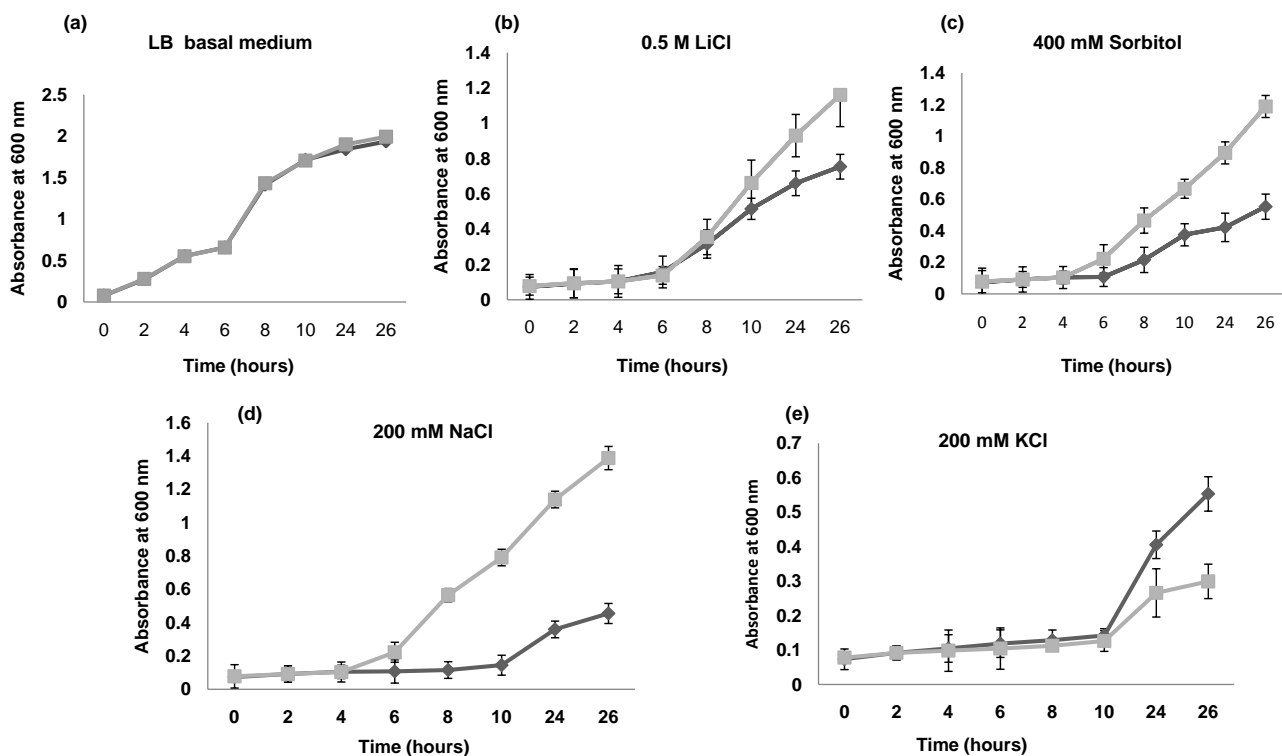 (a)
LB basal medium
Absorbance at 600 nm
2.5
2
1.5
1
0.5
0
0 2 4 6 8 10 24 26
Time (hours)
(b)
0.5 M LiCl
Absorbance at 600 nm
1.4
1.2
1
0.8
0.6
0.4
0.2
0
0 2 4 6 8 10 24 26
Time (hours)
(c)
400 mM Sorbitol
Absorbance at 600 nm
1.4
1.2
1
0.8
0.6
0.4
0.2
0
0 2 4 6 8 10 24 26
Time (hours)
(d)
200 mM NaCl
Absorbance at 600 nm
1.6
1.4
1.2
1
0.8
0.6
0.4
0.2
0
0 2 4 6 8 10 24 26
Time (hours)
(e)
200 mM KCl
Absorbance at 600 nm
0.7
0.6
0.5
0.4
0.3
0.2
0.1
0
0 2 4 6 8 10 24 26
Time (hours)